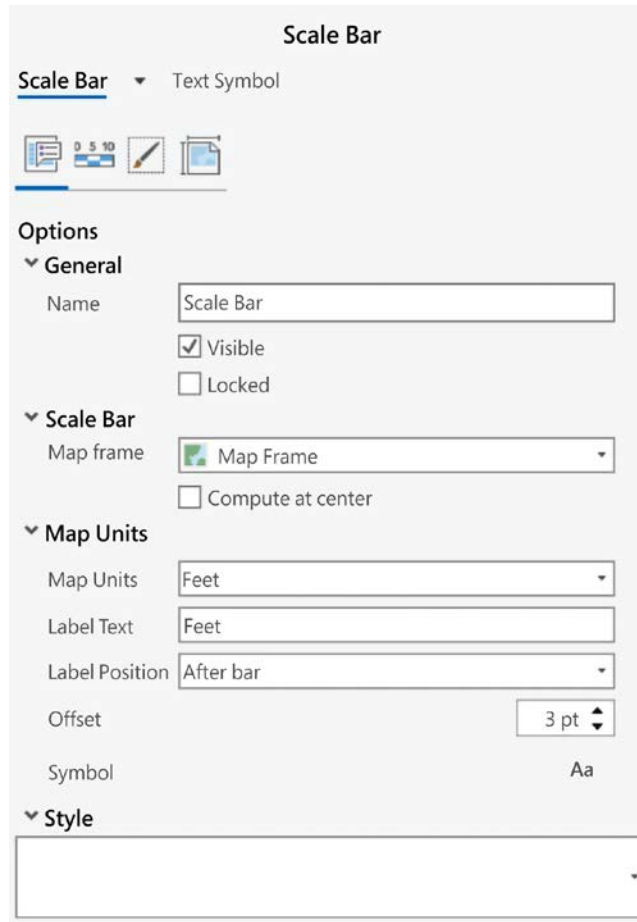 Scale Bar
Scale Bar Text Symbol
0 5 10
Options
General
Name Scale Bar
Visible
Locked
Scale Bar
Map frame Map Frame
Compute at center
Map Units
Map Units Feet
Label Text Feet
Label Position After bar
Offset 3 pt
Symbol Aa
Style